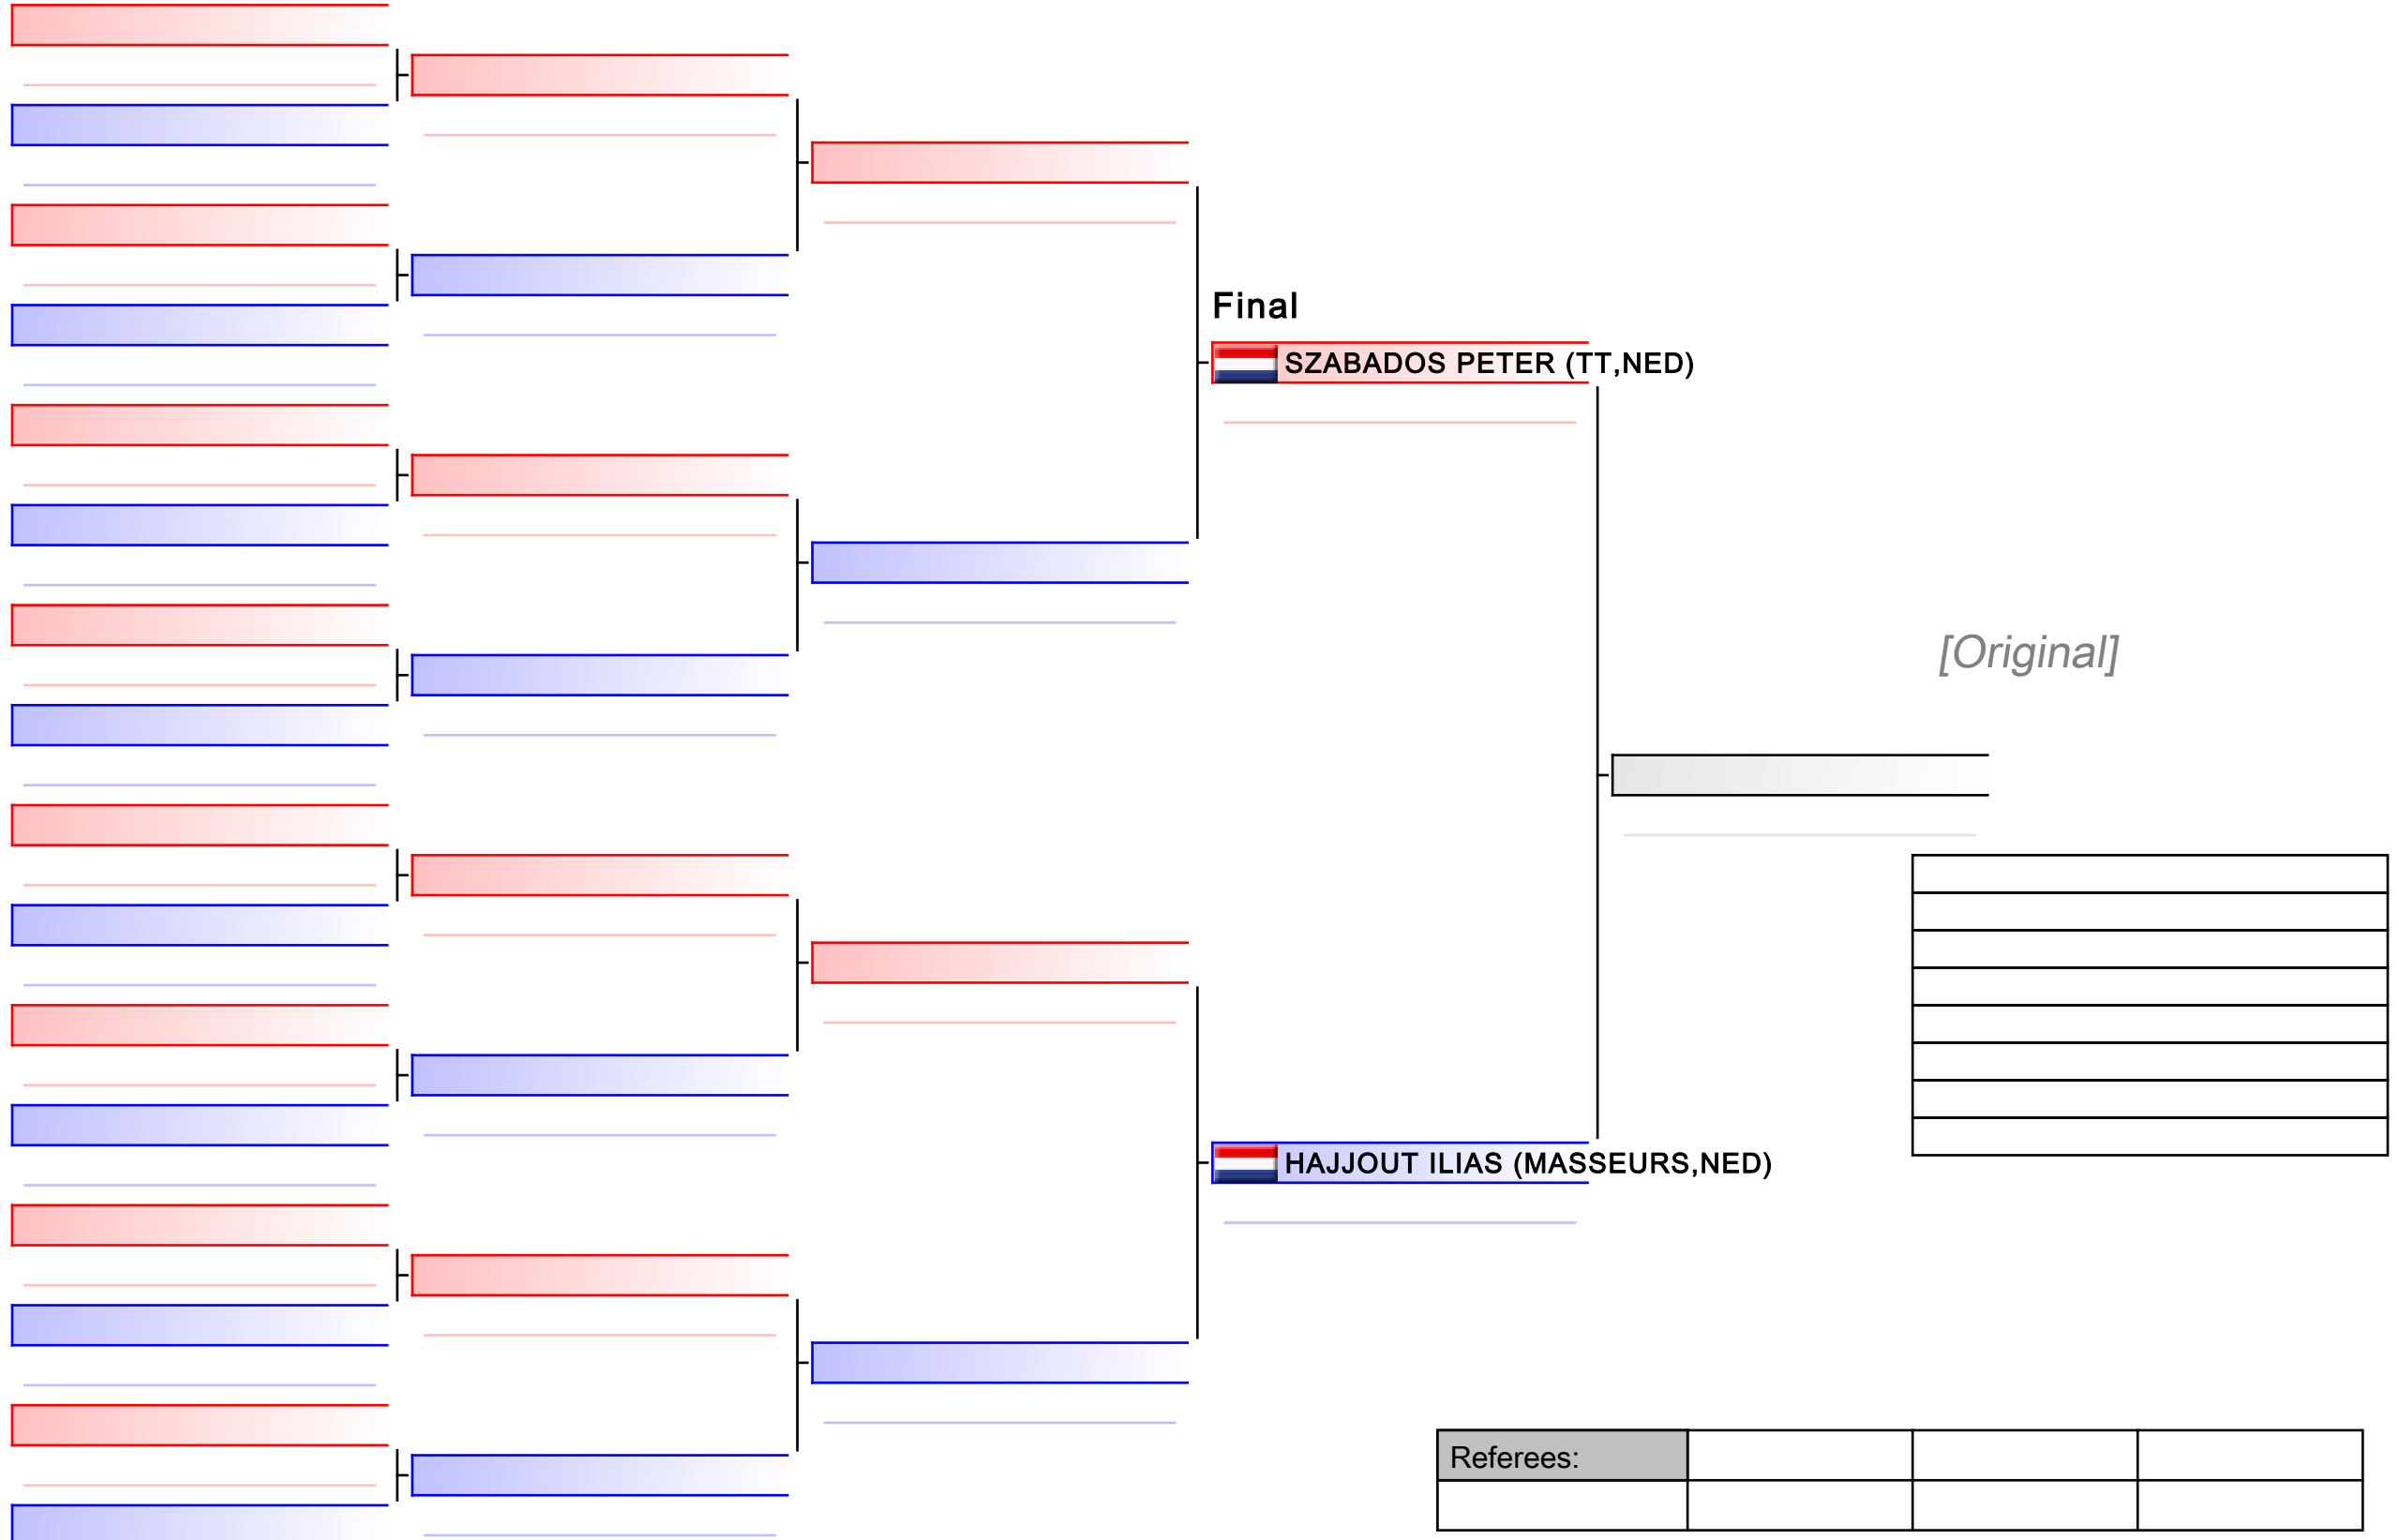 Final
SZABADOS PETER (TT,NED)
[Original]
HAJJOUT ILIAS (MASSEURS,NED)
Referees: